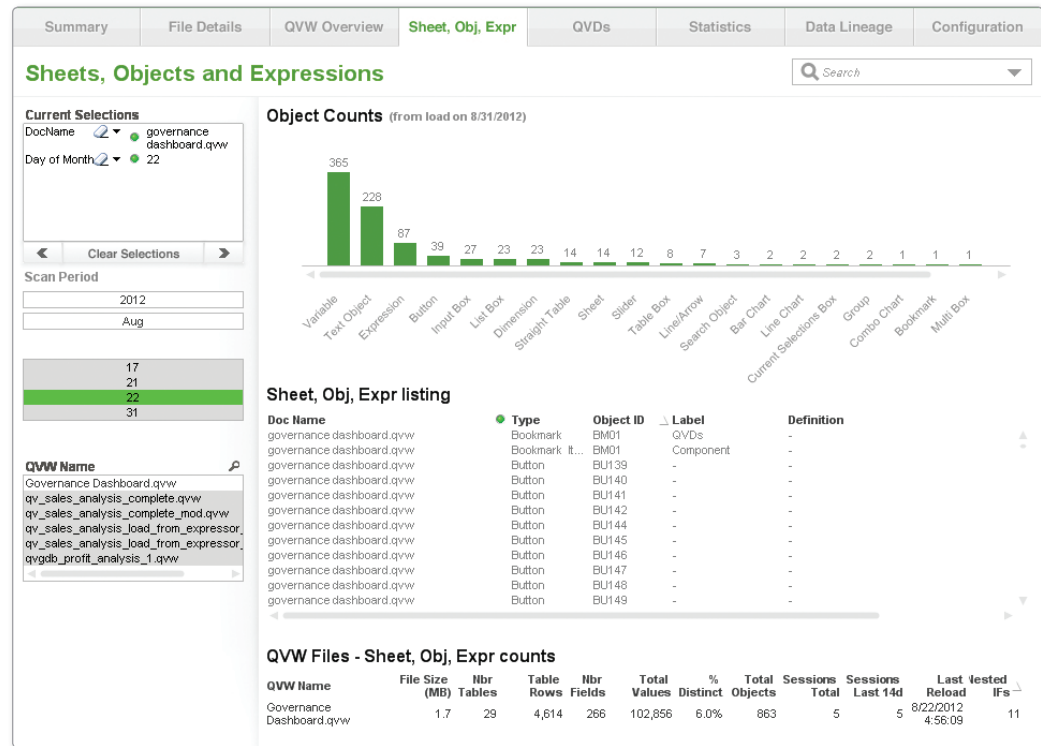 Summary File Details QVW Overview Sheet, Obj, Expr QVDs Statistics Data Lineage Configuration
Sheets, Objects and Expressions
Search
Current Selections
DocName governance
dashboard.qvw
Day of Month 22
Clear Selections
Scan Period
2012
Aug
17
21
22
31
QVW Name
Governance Dashboard.qvw
qv_sales_analysis_complete.qvw
qv_sales_analysis_complete_mod.qvw
qv_sales_analysis_load_from_expressor_
qv_sales_analysis_load_from_expressor_
qvgdb_profit_analysis_1.qvw
Object Counts (from load on 8/31/2012)
365 228 87 39 27 23 23 14 14 12 8 7 3 2 2 2 2 1 1 1
Variable Text Object Expression Button Input Box List Box Dimension Straight Table Sheet Slider Table Box Line/Arrow Search Object Bar Chart Line Chart Current Selections Box Group Combo Chart Bookmark Multi Box
Sheet, Obj, Expr listing
Doc Name Type Object ID Label Definition
governance dashboard.qvw Bookmark BM01 QVDs -
governance dashboard.qvw Bookmark It... BM01 Component -
governance dashboard.qvw Button BU139 - -
governance dashboard.qvw Button BU140 - -
governance dashboard.qvw Button BU141 - -
governance dashboard.qvw Button BU142 - -
governance dashboard.qvw Button BU144 - -
governance dashboard.qvw Button BU145 - -
governance dashboard.qvw Button BU146 - -
governance dashboard.qvw Button BU147 - -
governance dashboard.qvw Button BU148 - -
governance dashboard.qvw Button BU149 - -
QVW Files - Sheet, Obj, Expr counts
QVW Name File Size Nbr Table Nbr Total % Total Sessions Sessions Last Nested
(MB) Tables Rows Fields Values Distinct Objects Total Last 14d Reload IFs
Governance
Dashboard.qvw 1.7 29 4,614 266 102,856 6.0% 863 5 5 8/22/2012
4:56:09 11